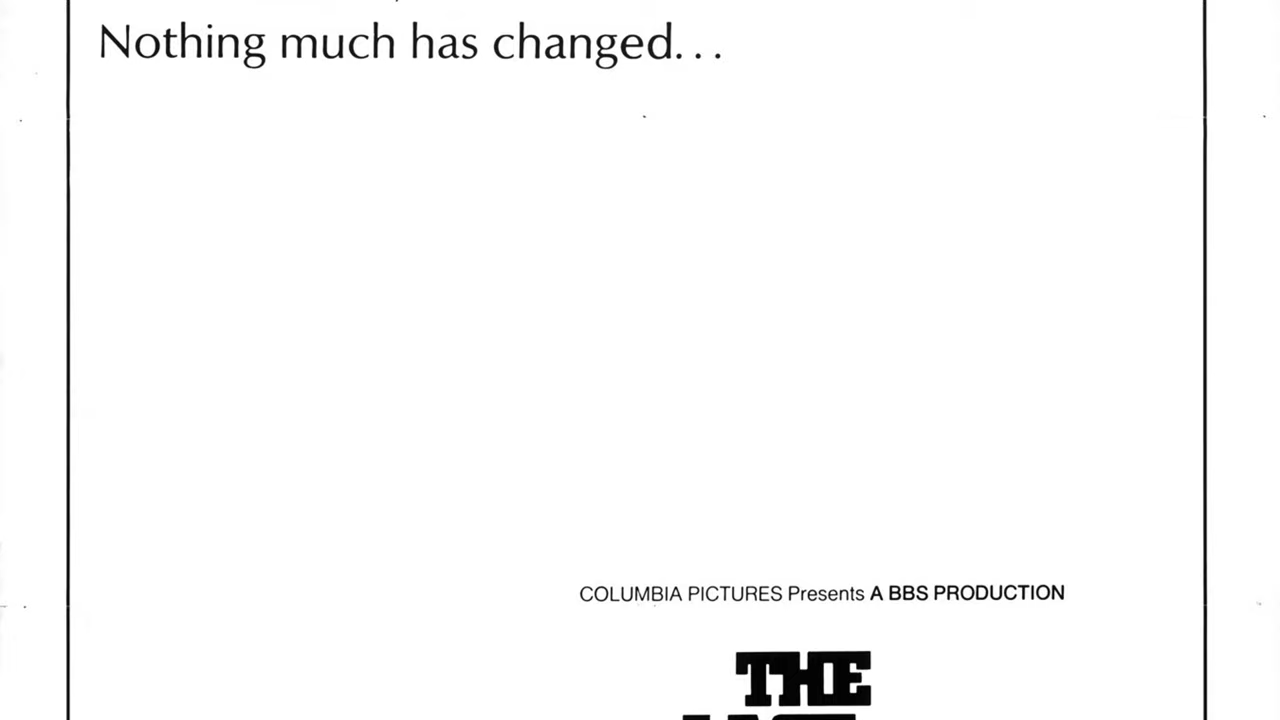 Nothing much has changed...
COLUMBIA PICTURES Presents A BBS PRODUCTION
THE